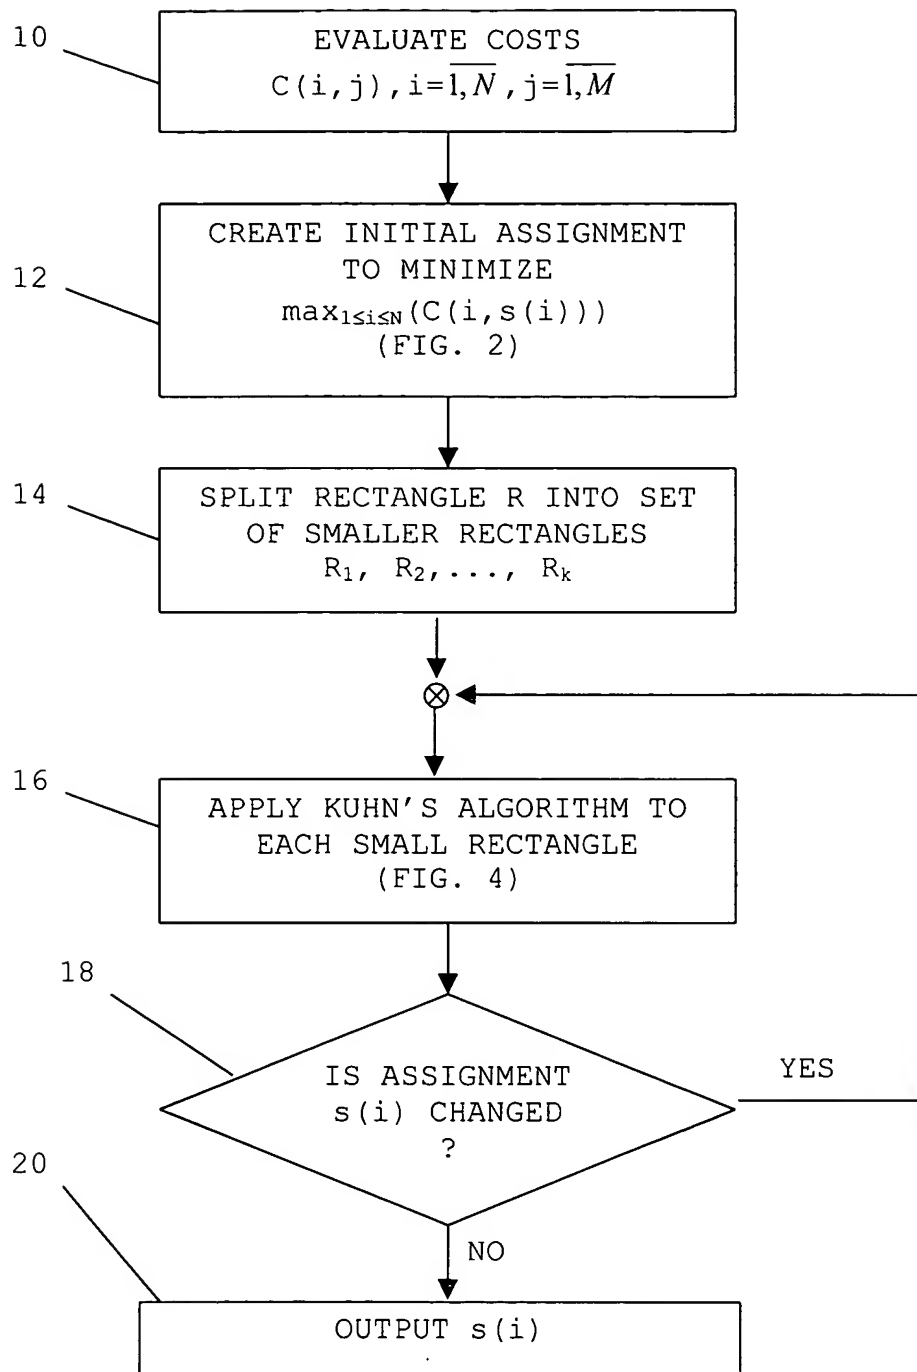 10
EVALUATE COSTS
C(i,j), i=\overline{1,N}, j=\overline{1,M}
12
CREATE INITIAL ASSIGNMENT
TO MINIMIZE
max₁≤i≤N(C(i,s(i)))
(FIG. 2)
14
SPLIT RECTANGLE R INTO SET
OF SMALLER RECTANGLES
R₁, R₂,..., Rₖ
16
APPLY KUHN'S ALGORITHM TO
EACH SMALL RECTANGLE
(FIG. 4)
18
IS ASSIGNMENT
s(i) CHANGED
?
YES
NO
20
OUTPUT s(i)